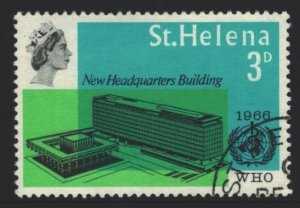 St.Helena
3D
New Headquarters Building
1966
WHO